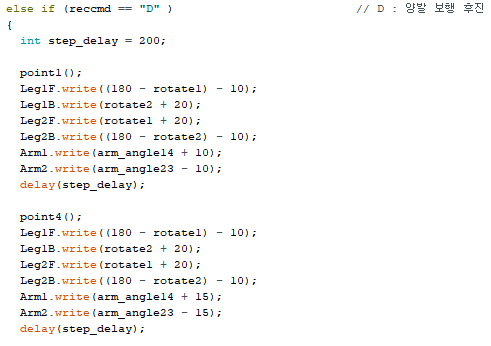 else if (reccmd == "D" ) // D : 양발 보행 후진
{
int step_delay = 200;
point1();
Leg1F.write((180 - rotate1) - 10);
Leg1B.write(rotate2 + 20);
Leg2F.write(rotate1 + 20);
Leg2B.write((180 - rotate2) - 10);
Arm1.write(arm_angle14 + 10);
Arm2.write(arm_angle23 - 10);
delay(step_delay);
point4();
Leg1F.write((180 - rotate1) - 10);
Leg1B.write(rotate2 + 20);
Leg2F.write(rotate1 + 20);
Leg2B.write((180 - rotate2) - 10);
Arm1.write(arm_angle14 + 15);
Arm2.write(arm_angle23 - 15);
delay(step_delay);